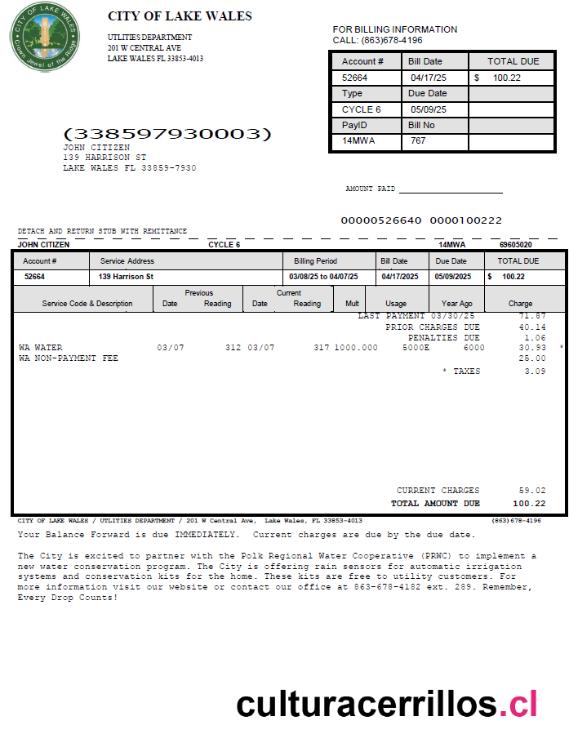 CITY OF LAKE WALES
Crown Jewel of the Ridge
CITY OF LAKE WALES
UTLITIES DEPARTMENT
201 W CENTRAL AVE
LAKE WALES FL 33853-4013
FOR BILLING INFORMATION
CALL: (863)678-4196
Account # Bill Date TOTAL DUE
52664 04/17/25 $ 100.22
Type Due Date
CYCLE 6 05/09/25
PayID Bill No
14MWA 767
(338597930003)
JOHN CITIZEN
139 HARRISON ST
LAKE WALES FL 33859-7930
AMOUNT PAID
00000526640 0000100222
DETACH AND RETURN STUB WITH REMITTANCE
JOHN CITIZEN CYCLE 6 14MWA 69605020
Account # Service Address Billing Period Bill Date Due Date TOTAL DUE
52664 139 Harrison St 03/08/25 to 04/07/25 04/17/2025 05/09/2025 $ 100.22
Previous Current
Service Code & Description Date Reading Date Reading Mult Usage Year Ago Charge
LAST PAYMENT 03/30/25 71.87
PRIOR CHARGES DUE 40.14
PENALTIES DUE 1.06
WA WATER 03/07 312 03/07 317 1000.000 5000E 6000 30.93 *
WA NON-PAYMENT FEE 25.00
* TAXES 3.09
CURRENT CHARGES 59.02
TOTAL AMOUNT DUE 100.22
CITY OF LAKE WALES / UTLITIES DEPARTMENT / 201 W Central Ave, Lake Wales, FL 33853-4013 (863)678-4196
Your Balance Forward is due IMMEDIATELY. Current charges are due by the due date.
The City is excited to partner with the Polk Regional Water Cooperative (PRWC) to implement a
new water conservation program. The City is offering rain sensors for automatic irrigation
systems and conservation kits for the home. These kits are free to utility customers. For
more information visit our website or contact our office at 863-678-4182 ext. 289. Remember,
Every Drop Counts!
culturacerrillos.cl